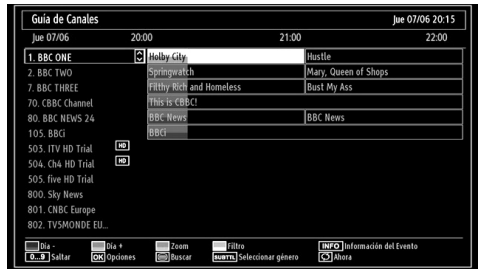 Guía de Canales Jue 07/06 20:15
Jue 07/06 20:00 21:00 22:00
1. BBC ONE Holby City Hustle
2. BBC TWO Springwatch Mary, Queen of Shops
7. BBC THREE Filthy Rich and Homeless Bust My Ass
70. CBBC Channel This is CBBC!
80. BBC NEWS 24 BBC News BBC News
105. BBCi BBCi
503. ITV HD Trial HD
504. Ch4 HD Trial HD
505. five HD Trial
800. Sky News
801. CNBC Europe
802. TV5MONDE EU...
Día - Día + Zoom Filtro INFO Información del Evento
0...9 Saltar OK Opciones Buscar SUBTTL Seleccionar género Ahora